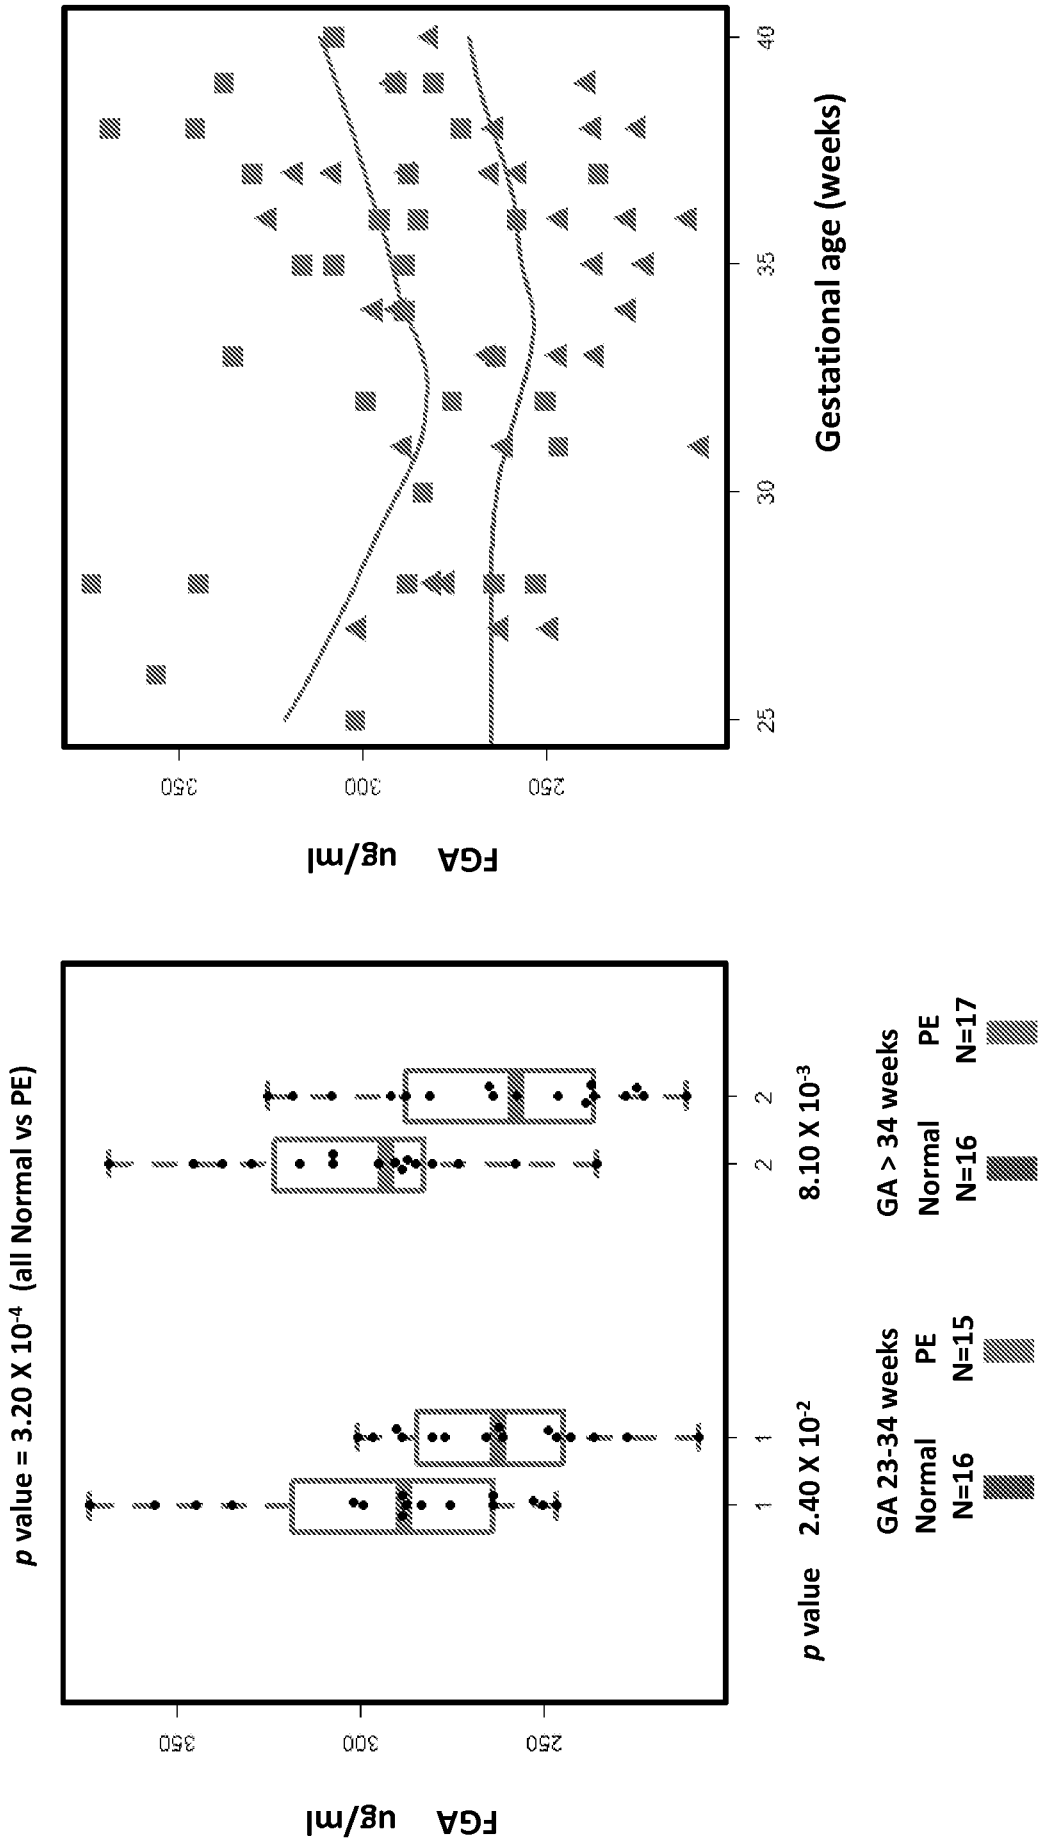 p value = 3.20 X 10-4 (all Normal vs PE)
FGA ug/ml
350
300
250
1
1
2
2
p value 2.40 X 10-2 8.10 X 10-3
GA 23-34 weeks GA > 34 weeks
Normal PE Normal PE
N=16 N=15 N=16 N=17
FGA ug/ml
350
300
250
25 30 35 40
Gestational age (weeks)